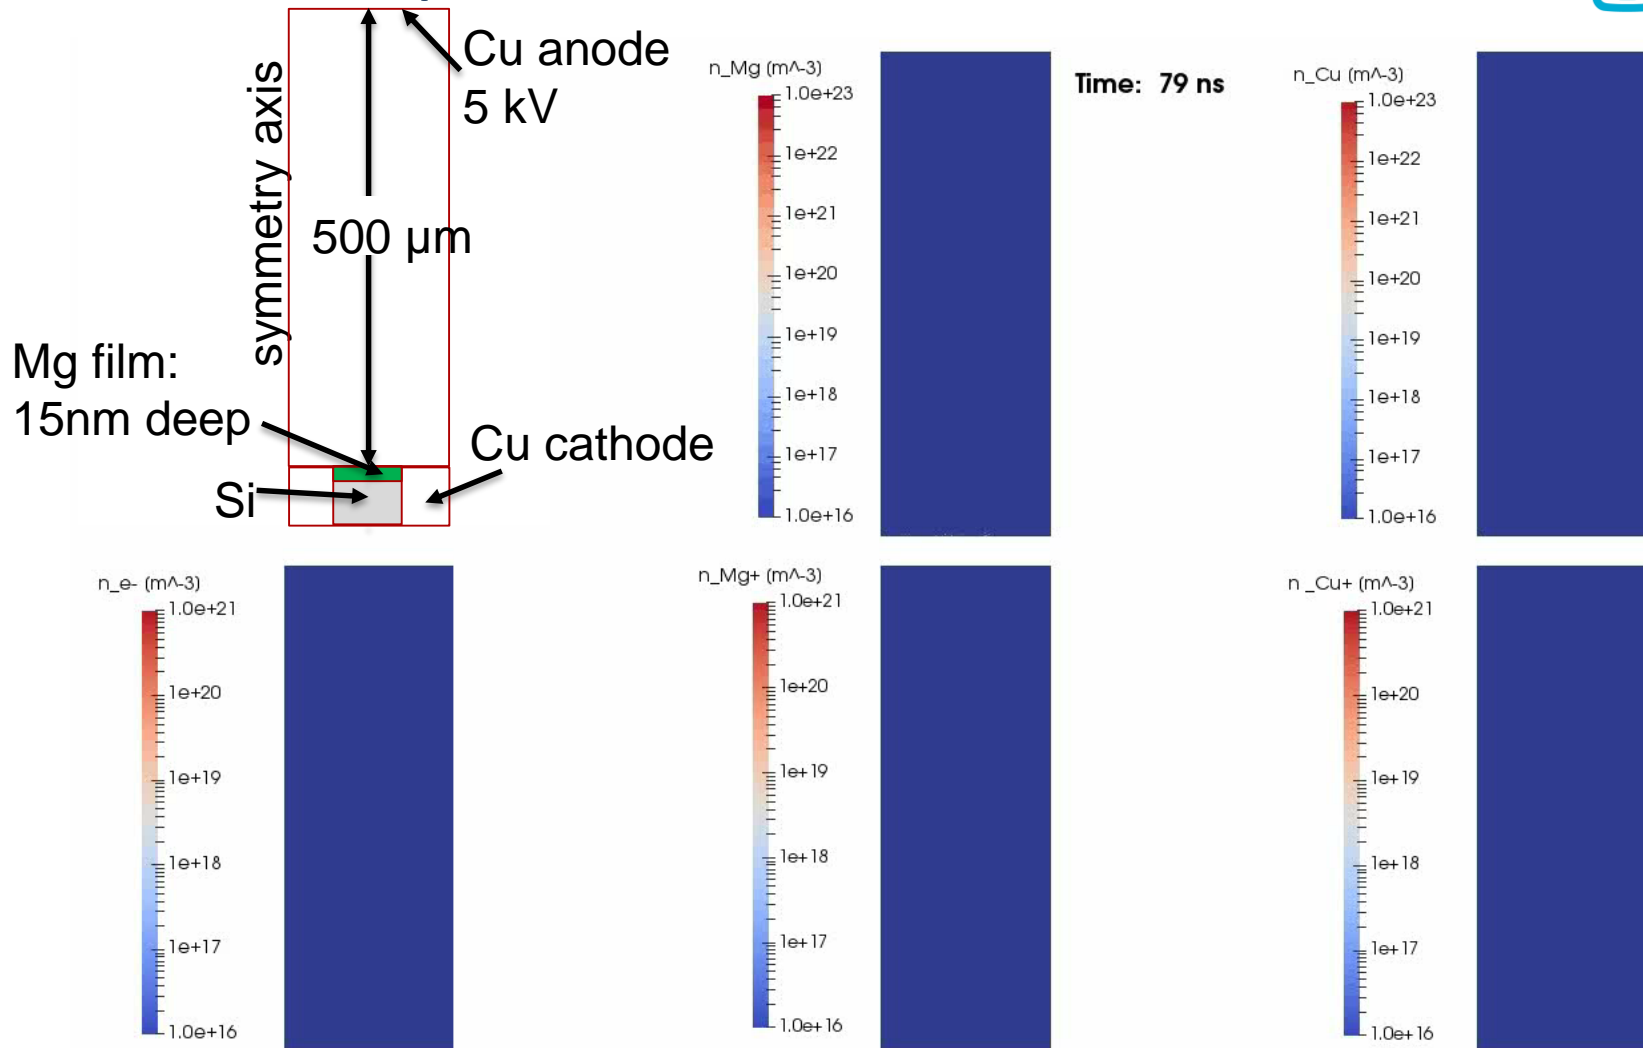 Cu anode
5 kV
symmetry axis
500 µm
Mg film:
15nm deep
Cu cathode
Si
n_Mg (m^-3)
1.0e+23
1e+22
1e+21
1e+20
1e+19
1e+18
1e+17
1.0e+16
Time: 79 ns
n_Cu (m^-3)
1.0e+23
1e+22
1e+21
1e+20
1e+19
1e+18
1e+17
1.0e+16
n_e- (m^-3)
1.0e+21
1e+20
1e+19
1e+18
1e+17
1.0e+16
n_Mg+ (m^-3)
1.0e+21
1e+20
1e+19
1e+18
1e+17
1.0e+16
n _Cu+ (m^-3)
1.0e+21
1e+20
1e+19
1e+18
1e+17
1.0e+16